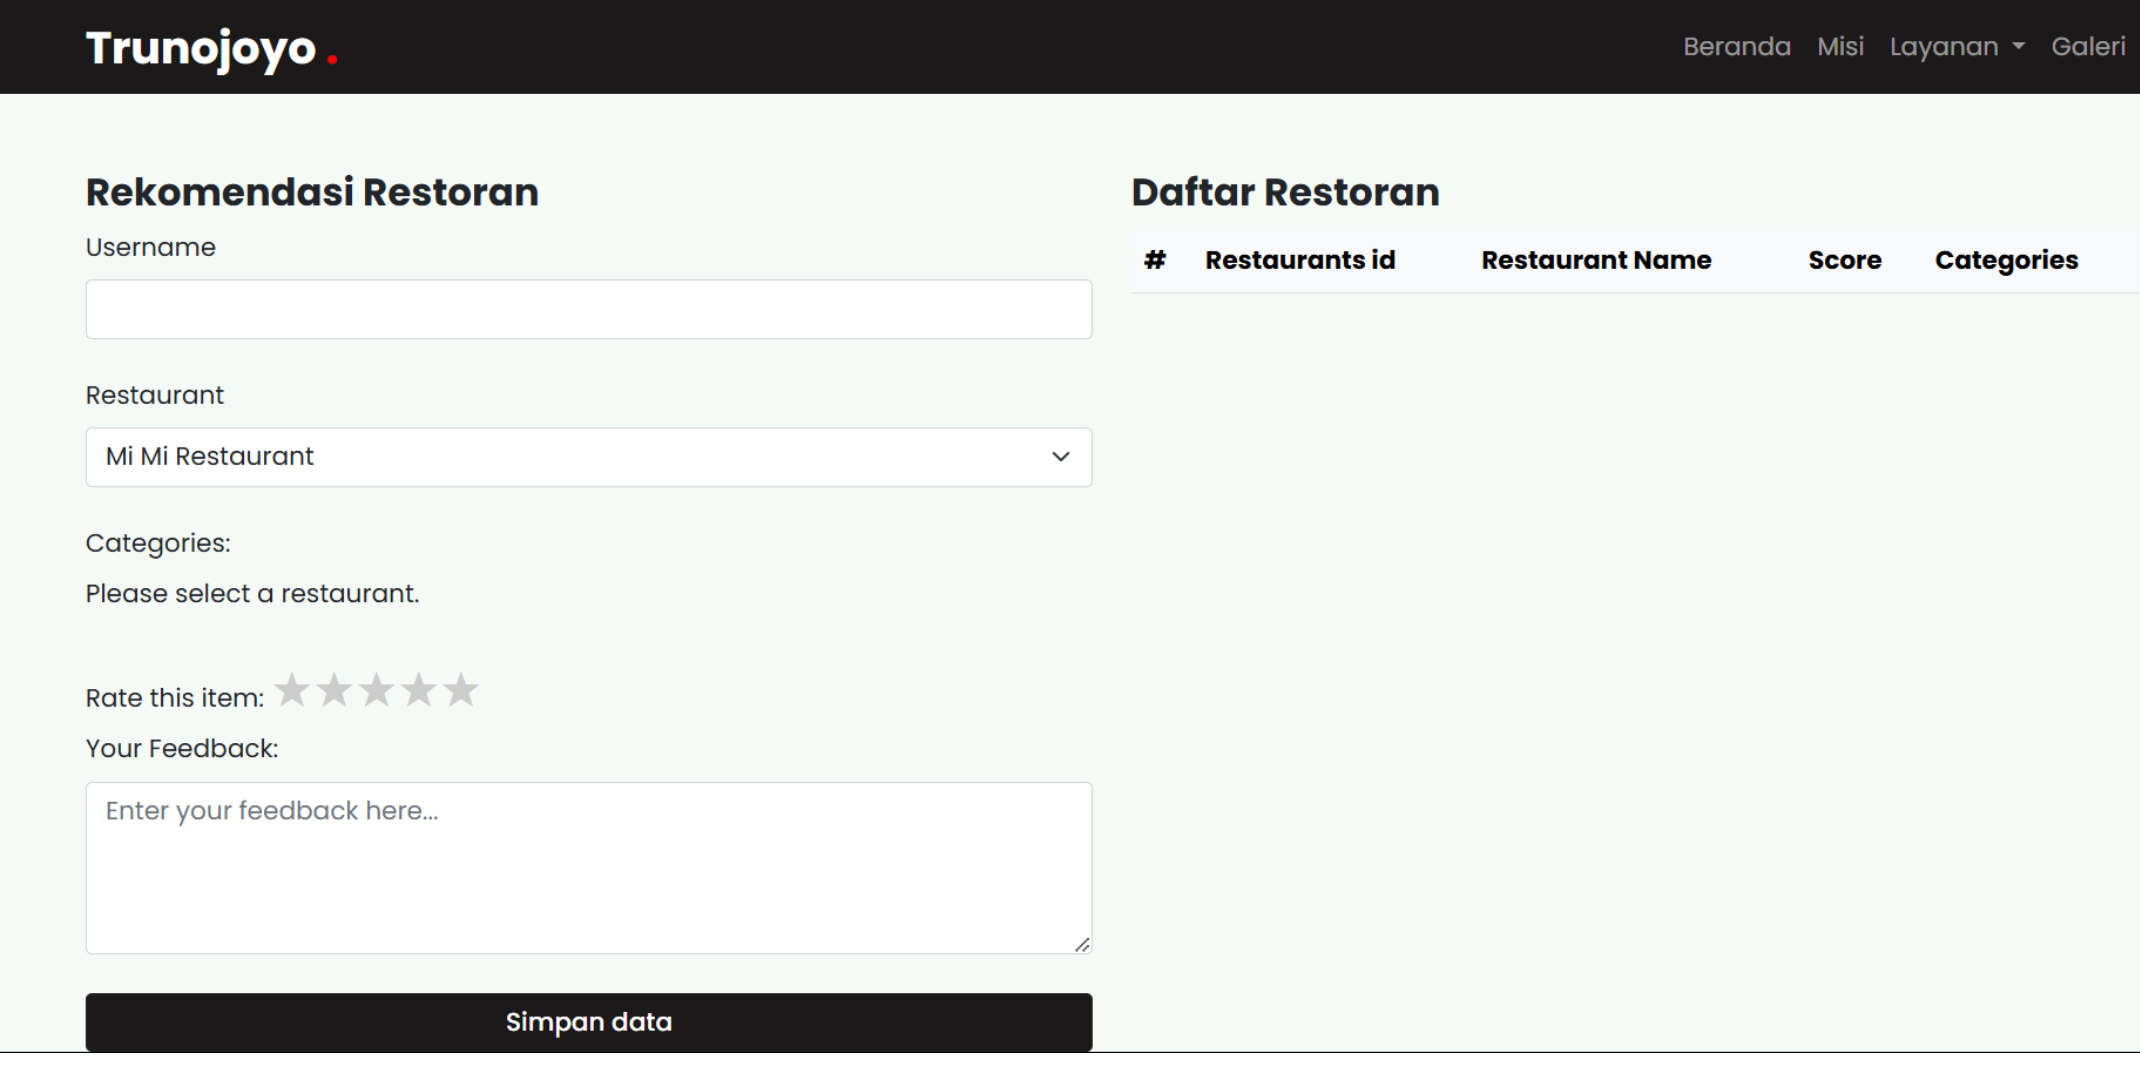 Trunojoyo .
Beranda Misi Layanan Galeri
Rekomendasi Restoran
Username
Restaurant
Mi Mi Restaurant
Categories:
Please select a restaurant.
Rate this item: ★★★★★
Your Feedback:
Enter your feedback here...
Simpan data
Daftar Restoran
# Restaurants id Restaurant Name Score Categories